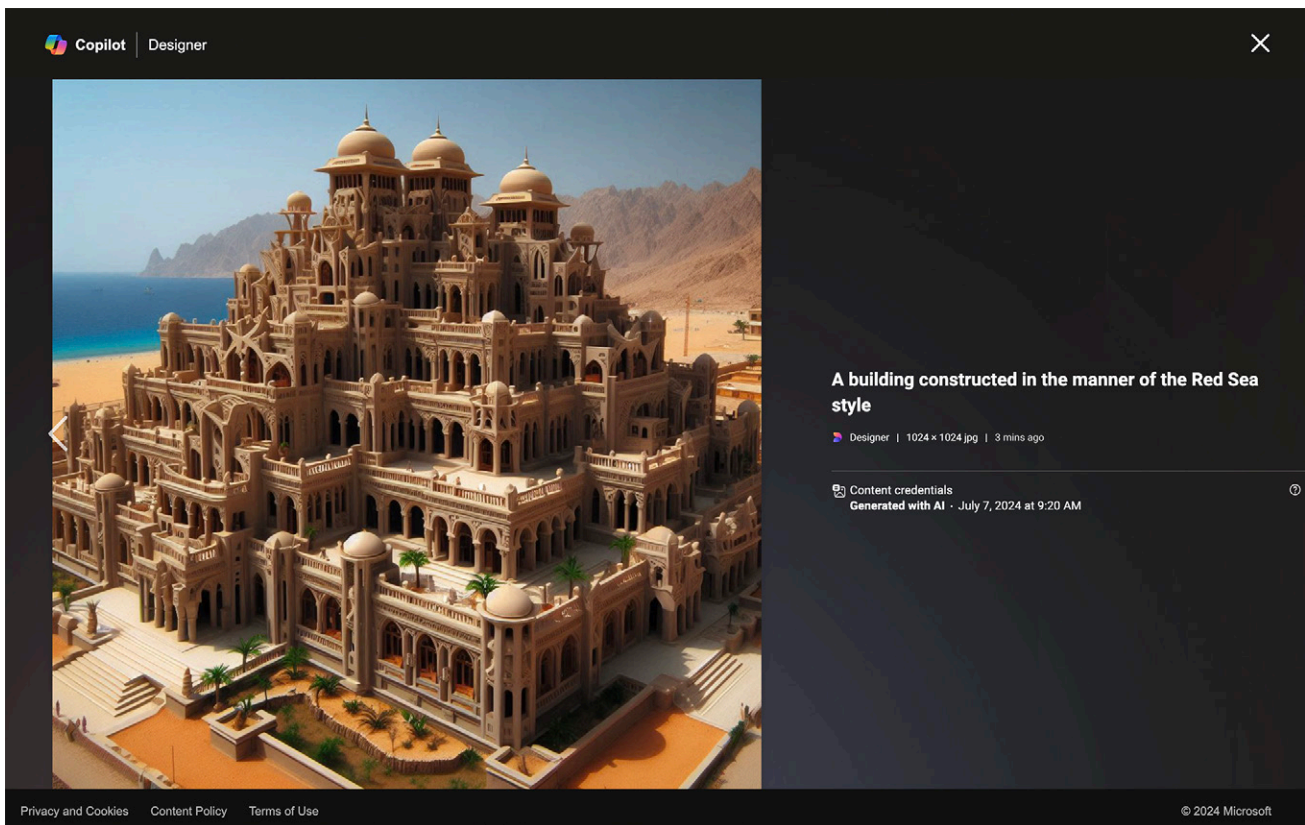 Copilot | Designer
A building constructed in the manner of the Red Sea
style
Designer | 1024 × 1024 jpg | 3 mins ago
Content credentials
Generated with AI · July 7, 2024 at 9:20 AM
Privacy and Cookies Content Policy Terms of Use © 2024 Microsoft